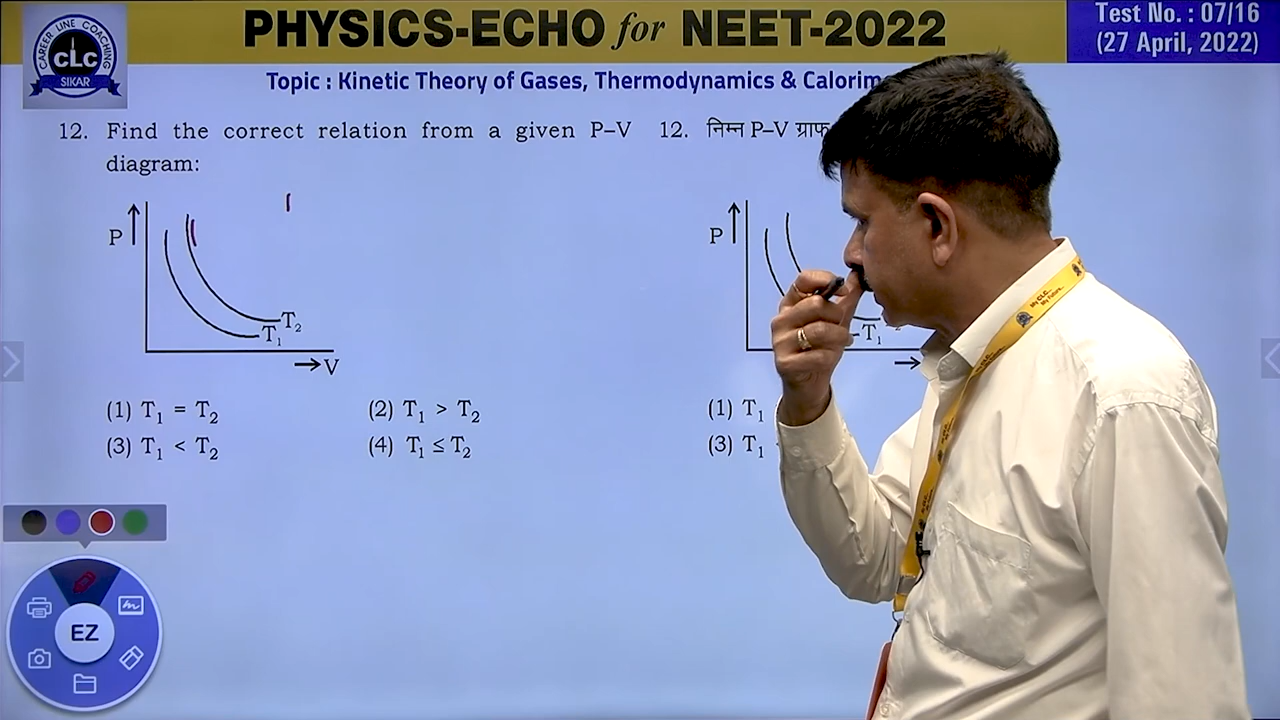 PHYSICS-ECHO for NEET-2022
Test No. : 07/16
(27 April, 2022)
CAREER LINE COACHING
CLC
SIKAR
Topic : Kinetic Theory of Gases, Thermodynamics &
12. Find the correct relation from a given P–V
diagram:
P
T₂
T₁
V
(1) T₁ = T₂
(2) T₁ > T₂
(3) T₁ < T₂
(4) T₁ ≤ T₂
12. निम्न P–V ग्राफ
P
T₁
(1) T₁
(3) T₁
EZ